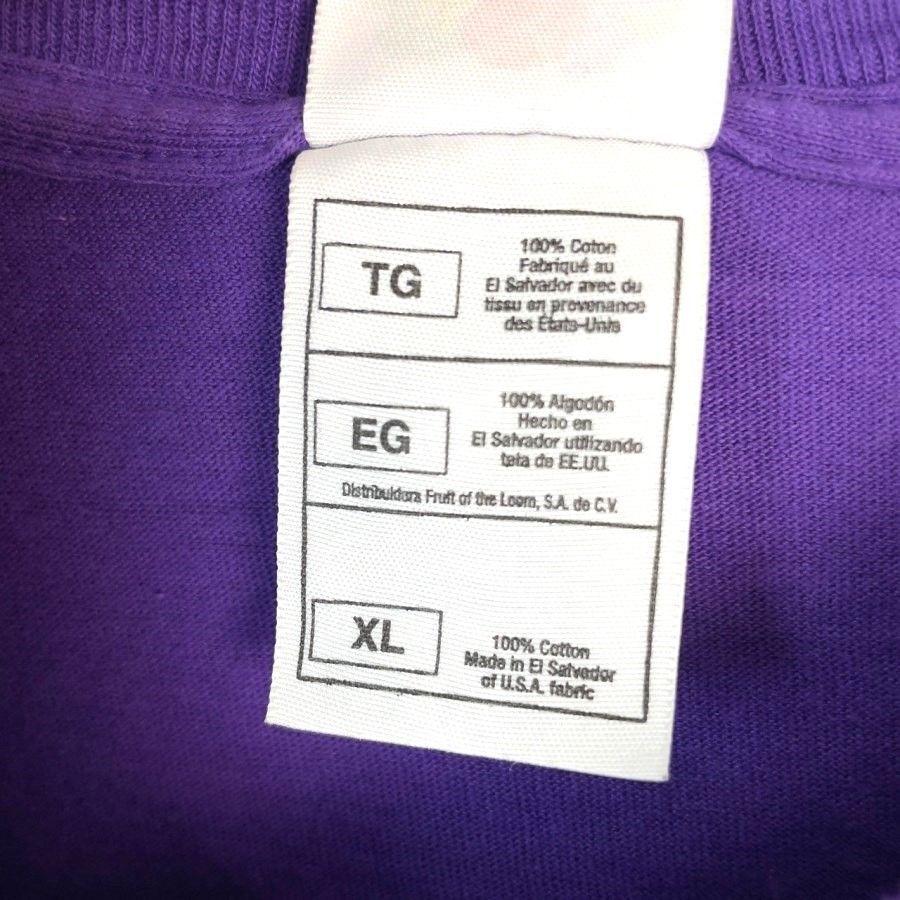 TG
100% Coton
Fabriqué au
El Salvador avec du
tissu en provenance
des États-Unis
EG
100% Algodón
Hecho en
El Salvador utilizando
tela de EE.UU.
Distribuidora Fruit of the Loom, S.A. de C.V.
XL
100% Cotton
Made in El Salvador
of U.S.A. fabric